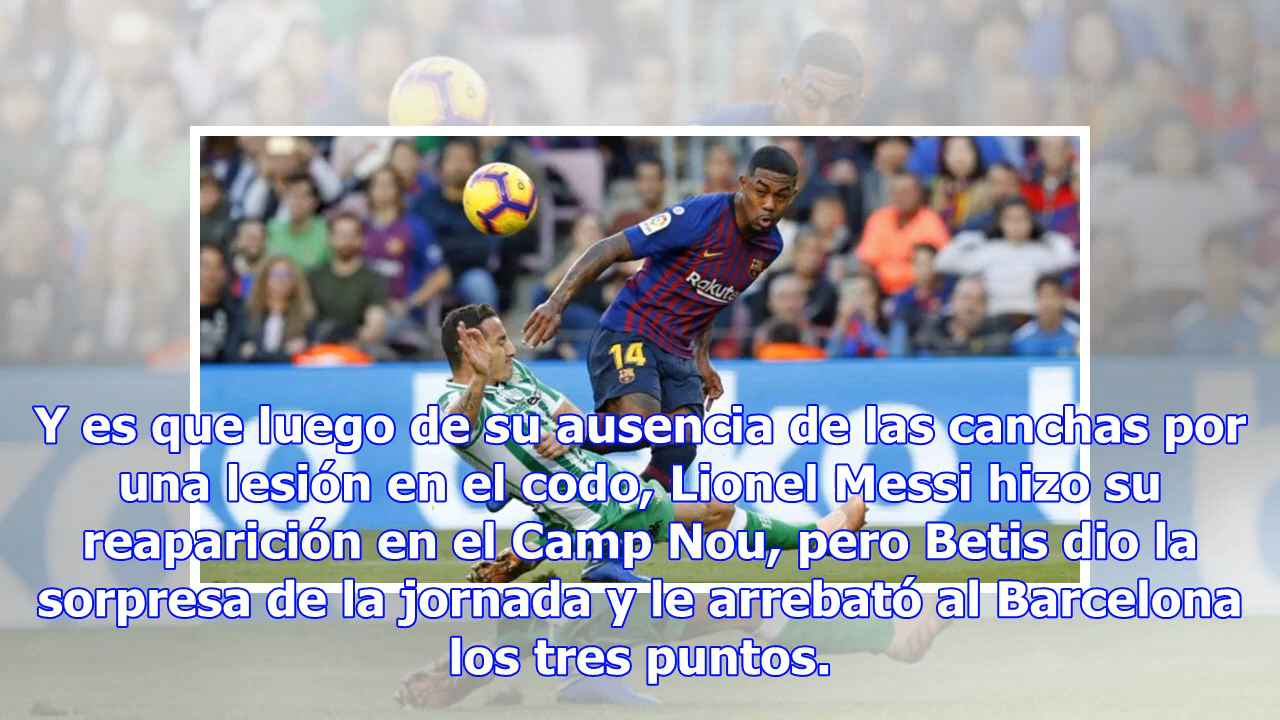 Rakuten
14
Y es que luego de su ausencia de las canchas por
una lesión en el codo, Lionel Messi hizo su
reaparición en el Camp Nou, pero Betis dio la
sorpresa de la jornada y le arrebató al Barcelona
los tres puntos.